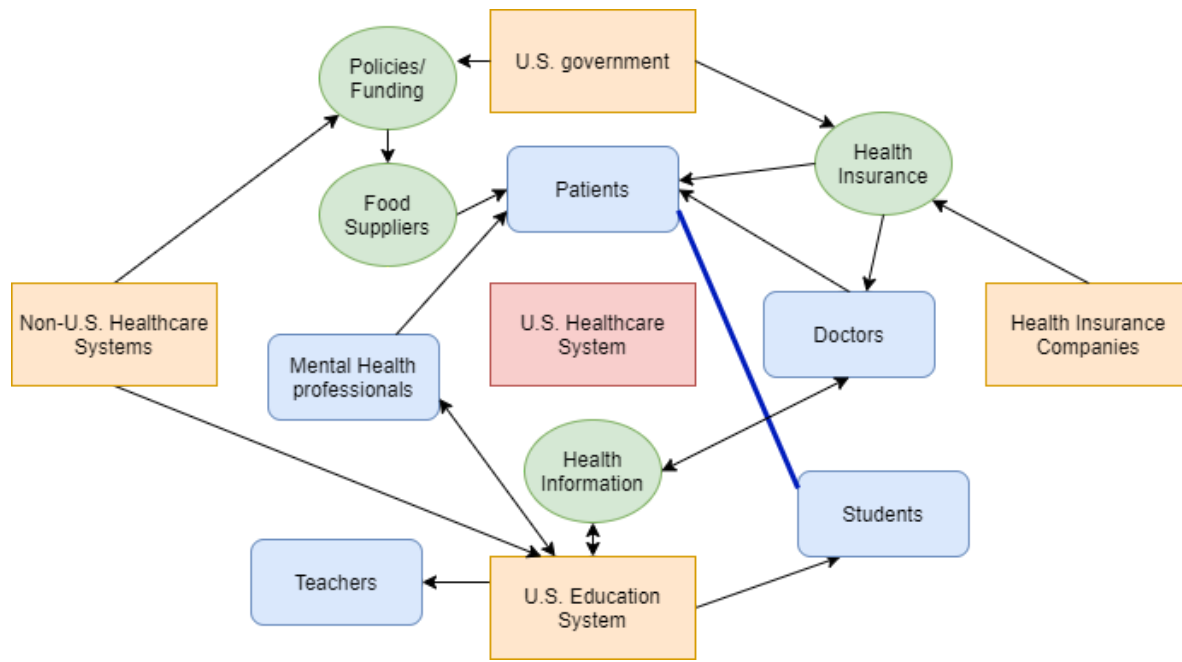 Policies/
Funding
U.S. government
Health
Insurance
Patients
Food
Suppliers
Non-U.S. Healthcare
Systems
U.S. Healthcare
System
Doctors
Health Insurance
Companies
Mental Health
professionals
Health
Information
Students
Teachers
U.S. Education
System